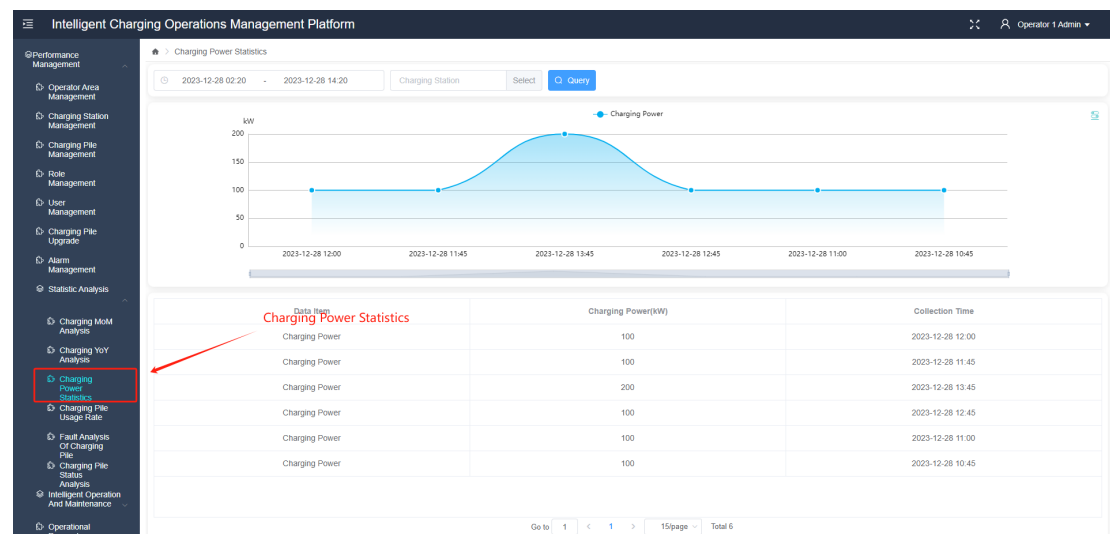 Intelligent Charging Operations Management Platform
Operator 1 Admin
Performance
Management
Operator Area
Management
Charging Station
Management
Charging Pile
Management
Role
Management
User
Management
Charging Pile
Upgrade
Alarm
Management
Statistic Analysis
Charging MoM
Analysis
Charging YoY
Analysis
Charging
Power
Statistics
Charging Pile
Usage Rate
Fault Analysis
Of Charging
Pile
Charging Pile
Status
Analysis
Intelligent Operation
And Maintenance
Operational
> Charging Power Statistics
2023-12-28 02:20 - 2023-12-28 14:20 Charging Station Select Query
Charging Power
kW
200
150
100
50
0
2023-12-28 12:00 2023-12-28 11:45 2023-12-28 13:45 2023-12-28 12:45 2023-12-28 11:00 2023-12-28 10:45
Data Item Charging Power(kW) Collection Time
Charging Power Statistics
Charging Power 100 2023-12-28 12:00
Charging Power 100 2023-12-28 11:45
Charging Power 200 2023-12-28 13:45
Charging Power 100 2023-12-28 12:45
Charging Power 100 2023-12-28 11:00
Charging Power 100 2023-12-28 10:45
Go to 1 < 1 > 15/page Total 6